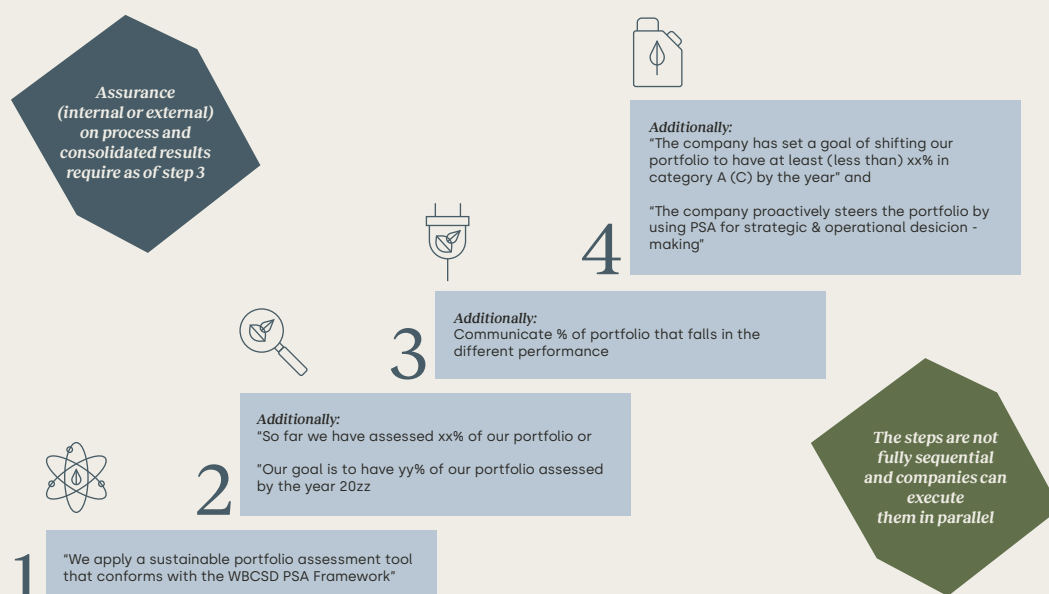 Assurance
(internal or external)
on process and
consolidated results
require as of step 3
4
Additionally:
“The company has set a goal of shifting our
portfolio to have at least (less than) xx% in
category A (C) by the year” and
“The company proactively steers the portfolio by
using PSA for strategic & operational desicion -
making”
3
Additionally:
Communicate % of portfolio that falls in the
different performance
2
Additionally:
“So far we have assessed xx% of our portfolio or
“Our goal is to have yy% of our portfolio assessed
by the year 20zz
1
“We apply a sustainable portfolio assessment tool
that conforms with the WBCSD PSA Framework”
The steps are not
fully sequential
and companies can
execute
them in parallel